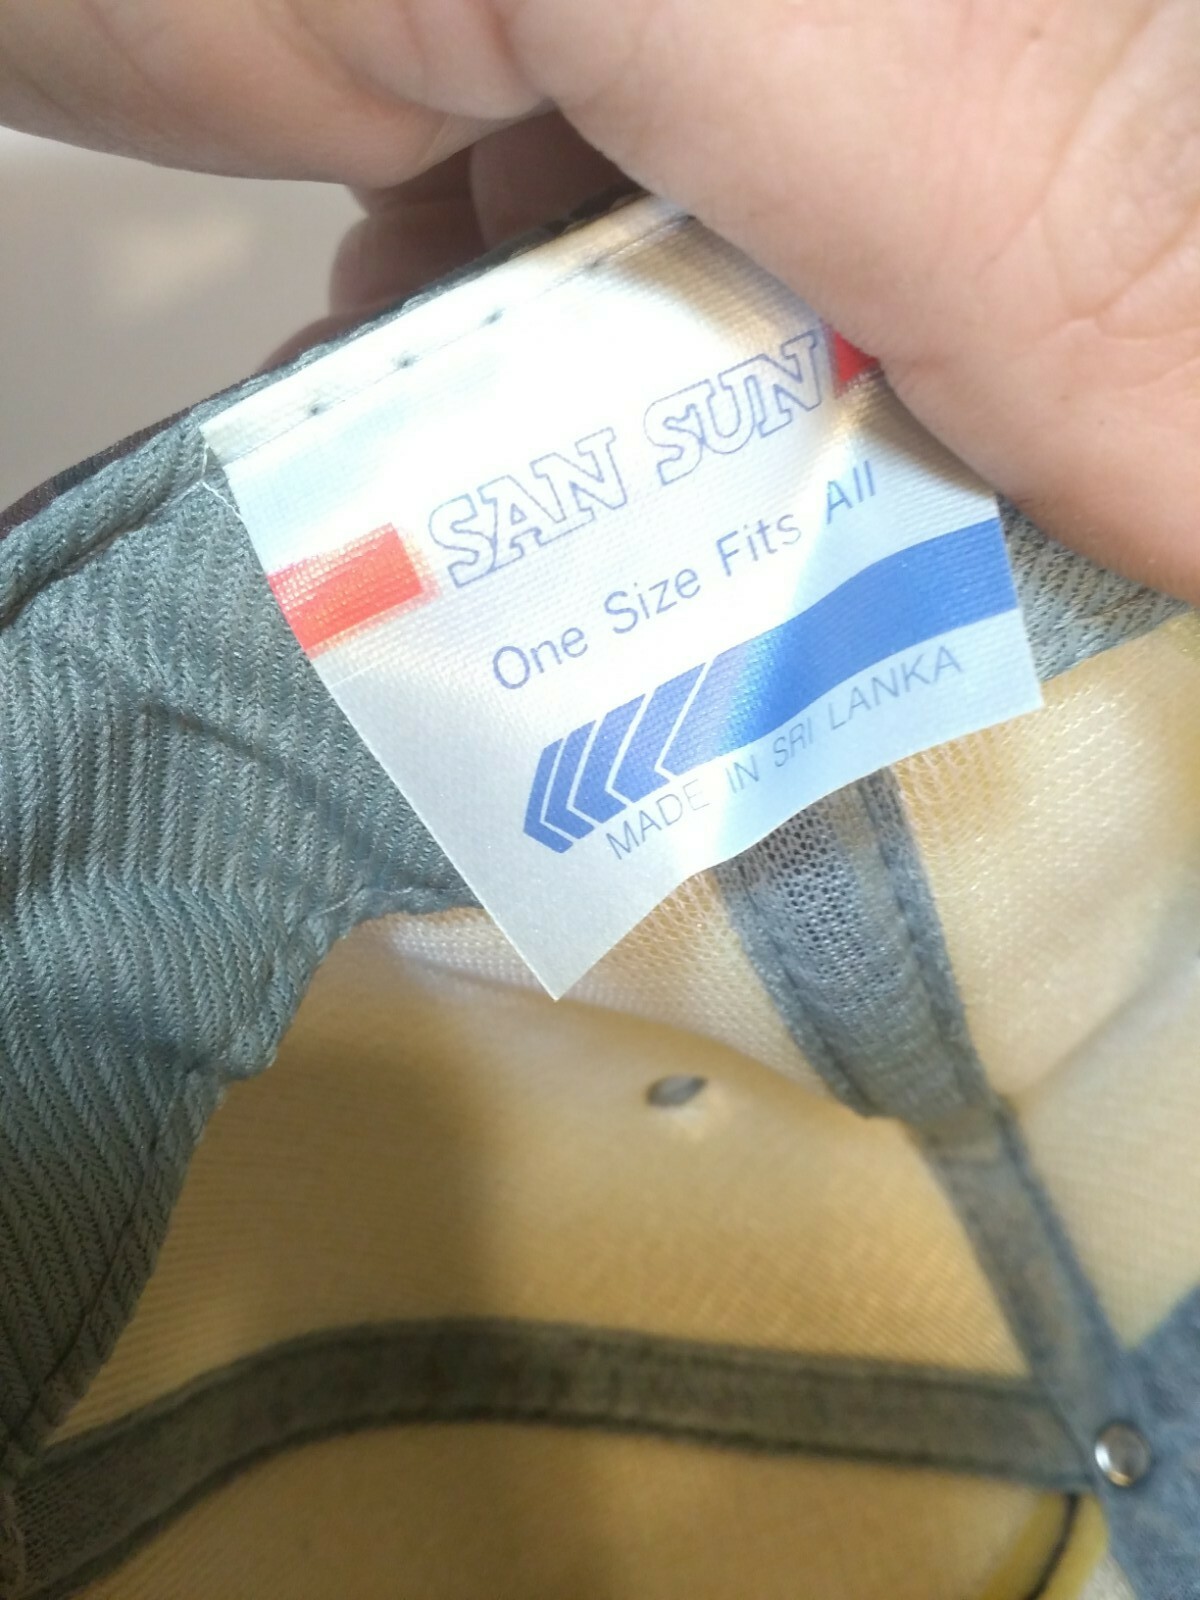 SAN SUN
One Size Fits All
MADE IN SRI LANKA